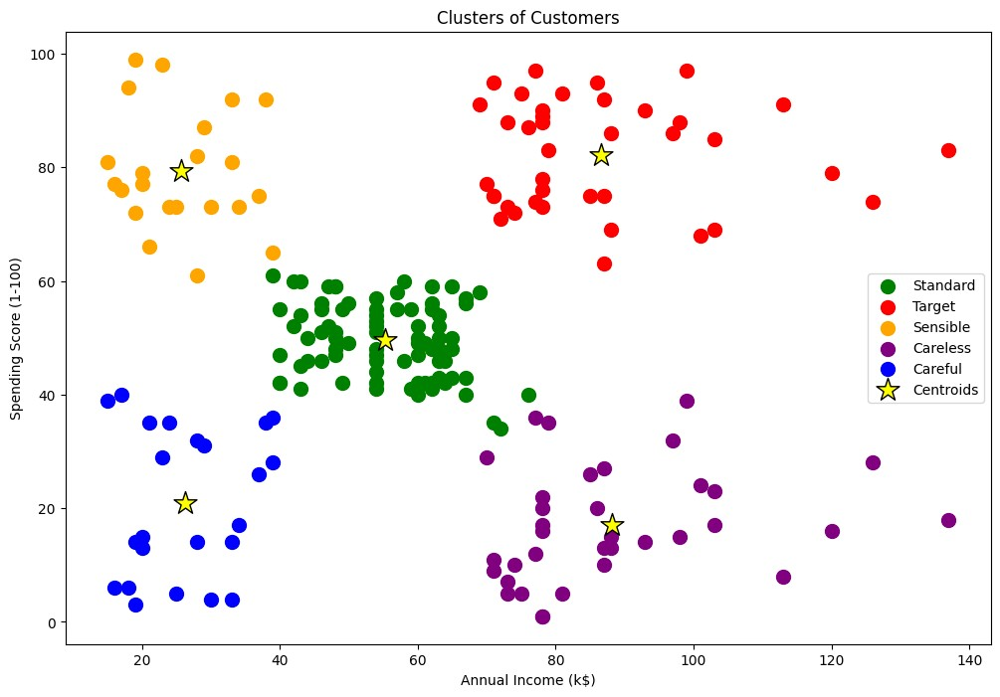 Clusters of Customers
Spending Score (1-100)
100
80
60
40
20
0
Standard
Target
Sensible
Careless
Careful
Centroids
20 40 60 80 100 120 140
Annual Income (k$)